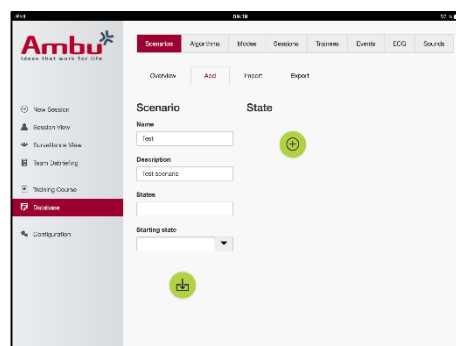 iPad 09:18 57 %
Ambu
Ideas that work for life
Scenarios Algorithms Modes Sessions Trainees Events ECG Sounds
Overview Add Import Export
New Session
Session View
Surveillance View
Team Debriefing
Training Course
Database
Configuration
Scenario State
Name
Test
Description
Test scenario
States
Starting state